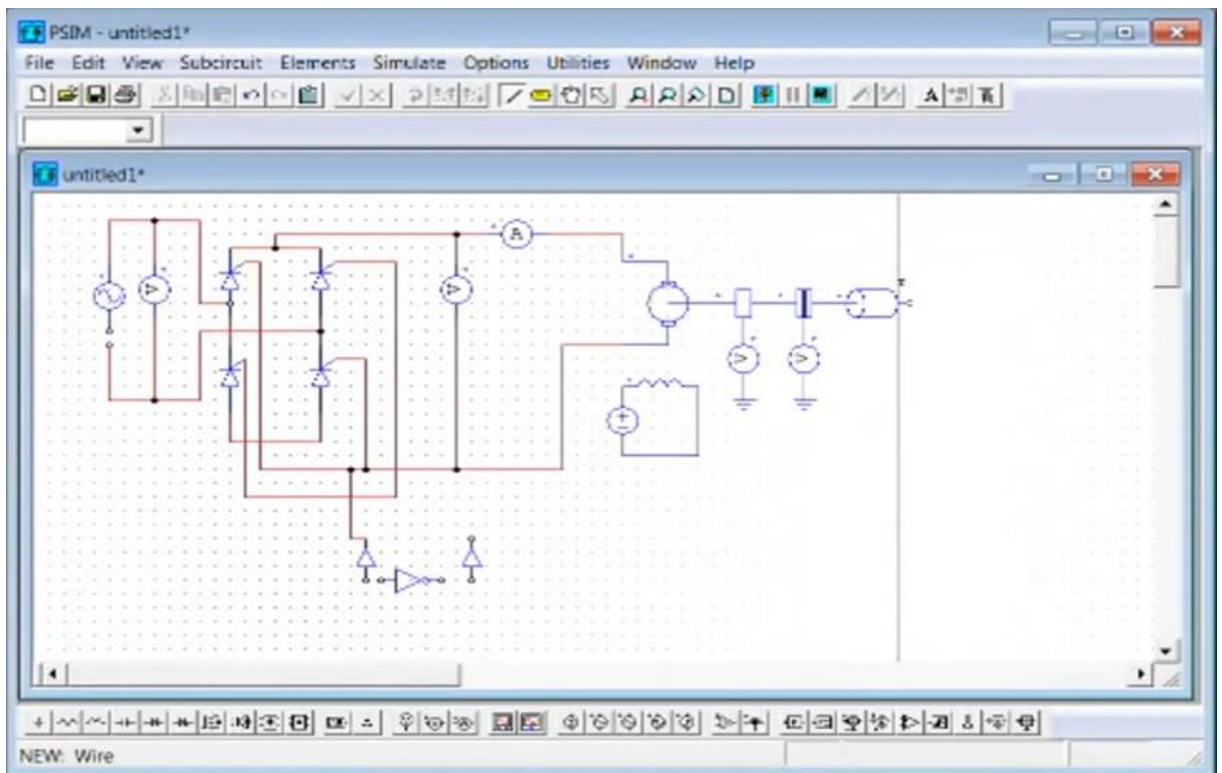 PSIM - untitled1*
File Edit View Subcircuit Elements Simulate Options Utilities Window Help
A
untitled1*
A
V
V
V
V
NEW: Wire